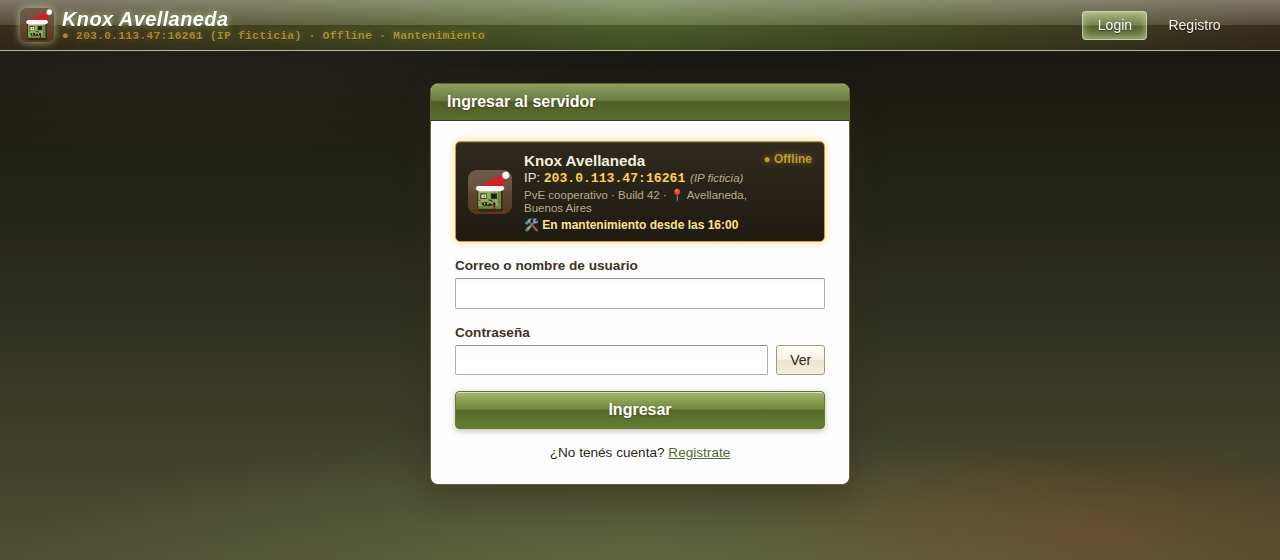 Knox Avellaneda
● 203.0.113.47:16261 (IP ficticia) · Offline · Mantenimiento
Login
Registro
Ingresar al servidor
Knox Avellaneda
● Offline
IP: 203.0.113.47:16261 (IP ficticia)
PvE cooperativo · Build 42 · 📍 Avellaneda,
Buenos Aires
🛠️ En mantenimiento desde las 16:00
Correo o nombre de usuario
Contraseña
Ver
Ingresar
¿No tenés cuenta? Registrate